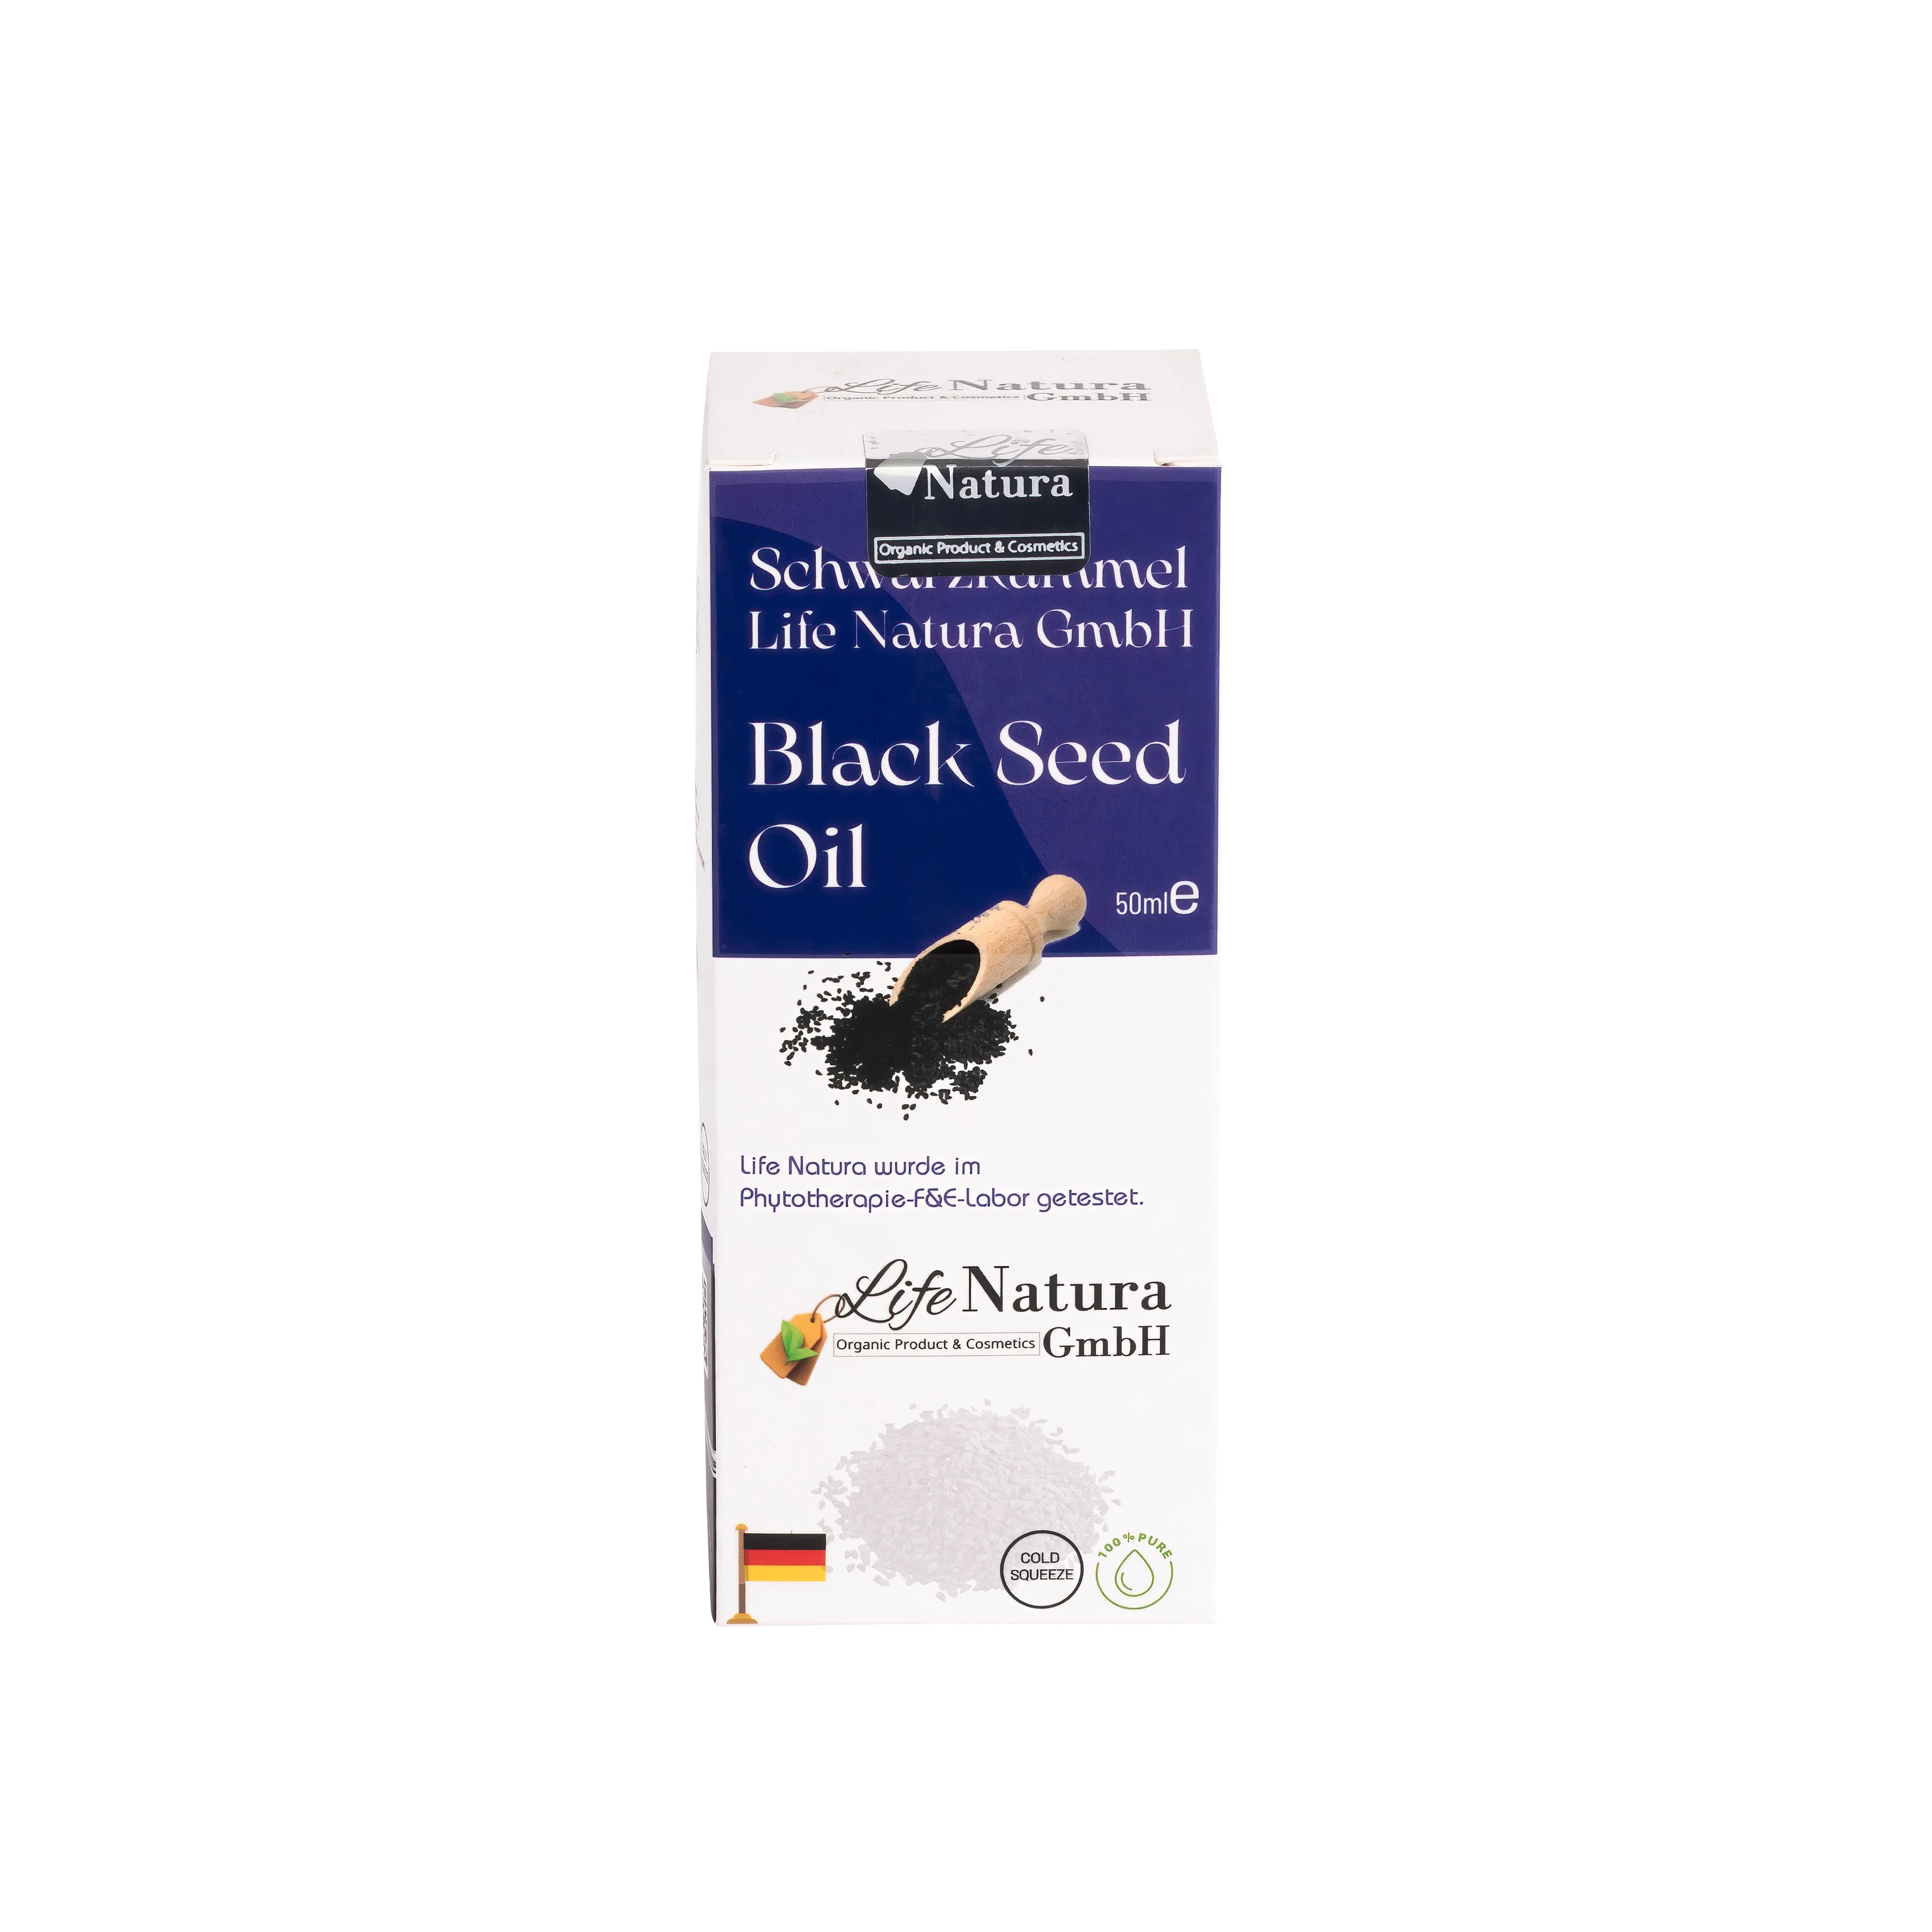 Life Natura
Organic Product & Cosmetics GmbH
Life
Natura
Organic Product & Cosmetics
Schwarzkümmel
Life Natura GmbH
Black Seed
Oil
50ml e
Life Natura wurde im
Phytotherapie-F&E-Labor getestet.
Life Natura
Organic Product & Cosmetics GmbH
COLD
SQUEEZE
100% PURE